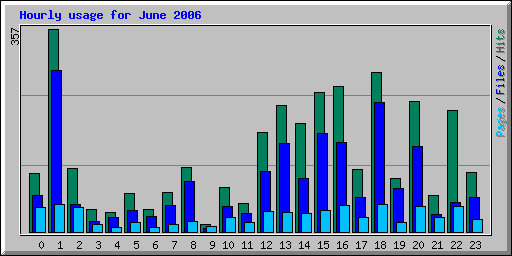 Hourly usage for June 2006
357
Pages / Files / Hits
0 1 2 3 4 5 6 7 8 9 10 11 12 13 14 15 16 17 18 19 20 21 22 23